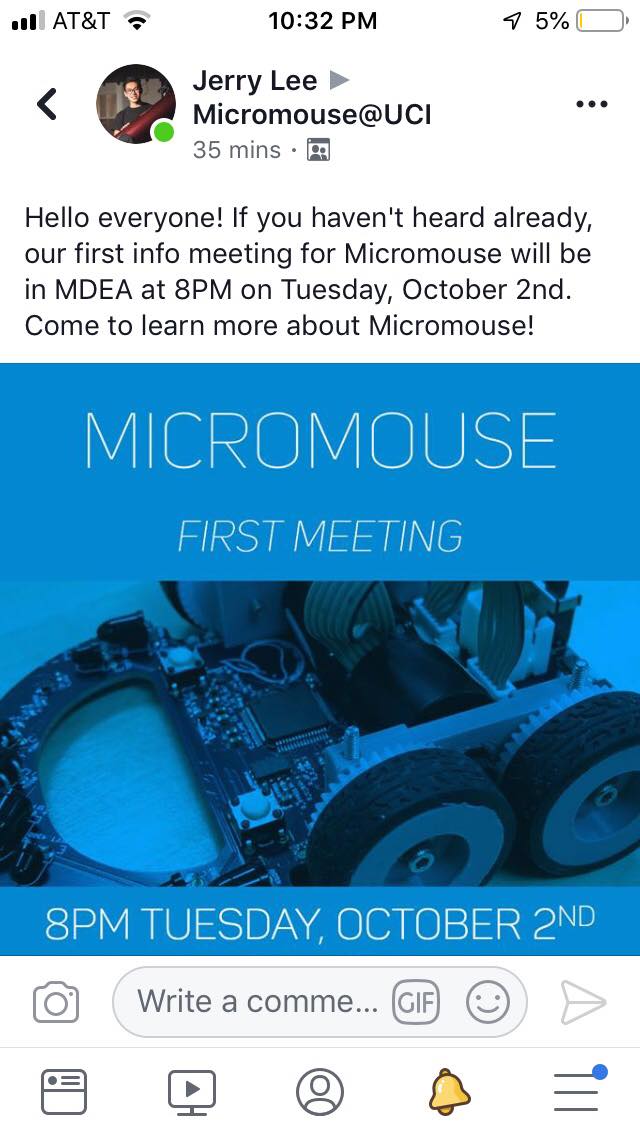 AT&T 10:32 PM 5%
Jerry Lee ▶
Micromouse@UCI
35 mins ·
Hello everyone! If you haven't heard already,
our first info meeting for Micromouse will be
in MDEA at 8PM on Tuesday, October 2nd.
Come to learn more about Micromouse!
MICROMOUSE
FIRST MEETING
8PM TUESDAY, OCTOBER 2ND
Write a comme... GIF